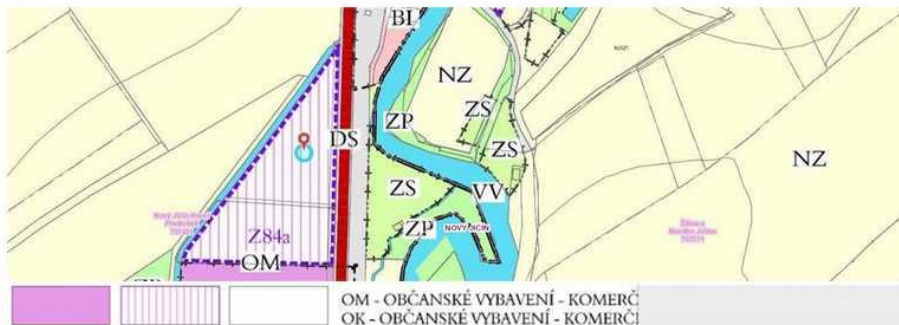 BI
NZ
ZS
ZP
DS
ZS
NZ
ZS
VV
ZP
NOVÝ JIČÍN
Z84a
OM
OM - OBČANSKÉ VYBAVENÍ - KOMERČ
OK - OBČANSKÉ VYBAVENÍ - KOMERČ